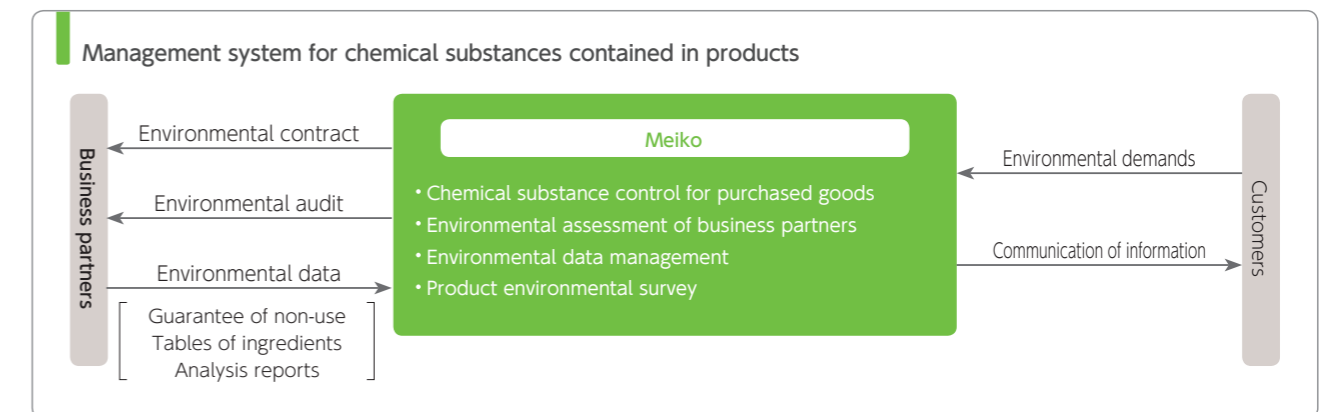 Management system for chemical substances contained in products
Business partners
Environmental contract
Environmental audit
Environmental data
Guarantee of non-use
Tables of ingredients
Analysis reports
Meiko
• Chemical substance control for purchased goods
• Environmental assessment of business partners
• Environmental data management
• Product environmental survey
Environmental demands
Communication of information
Customers